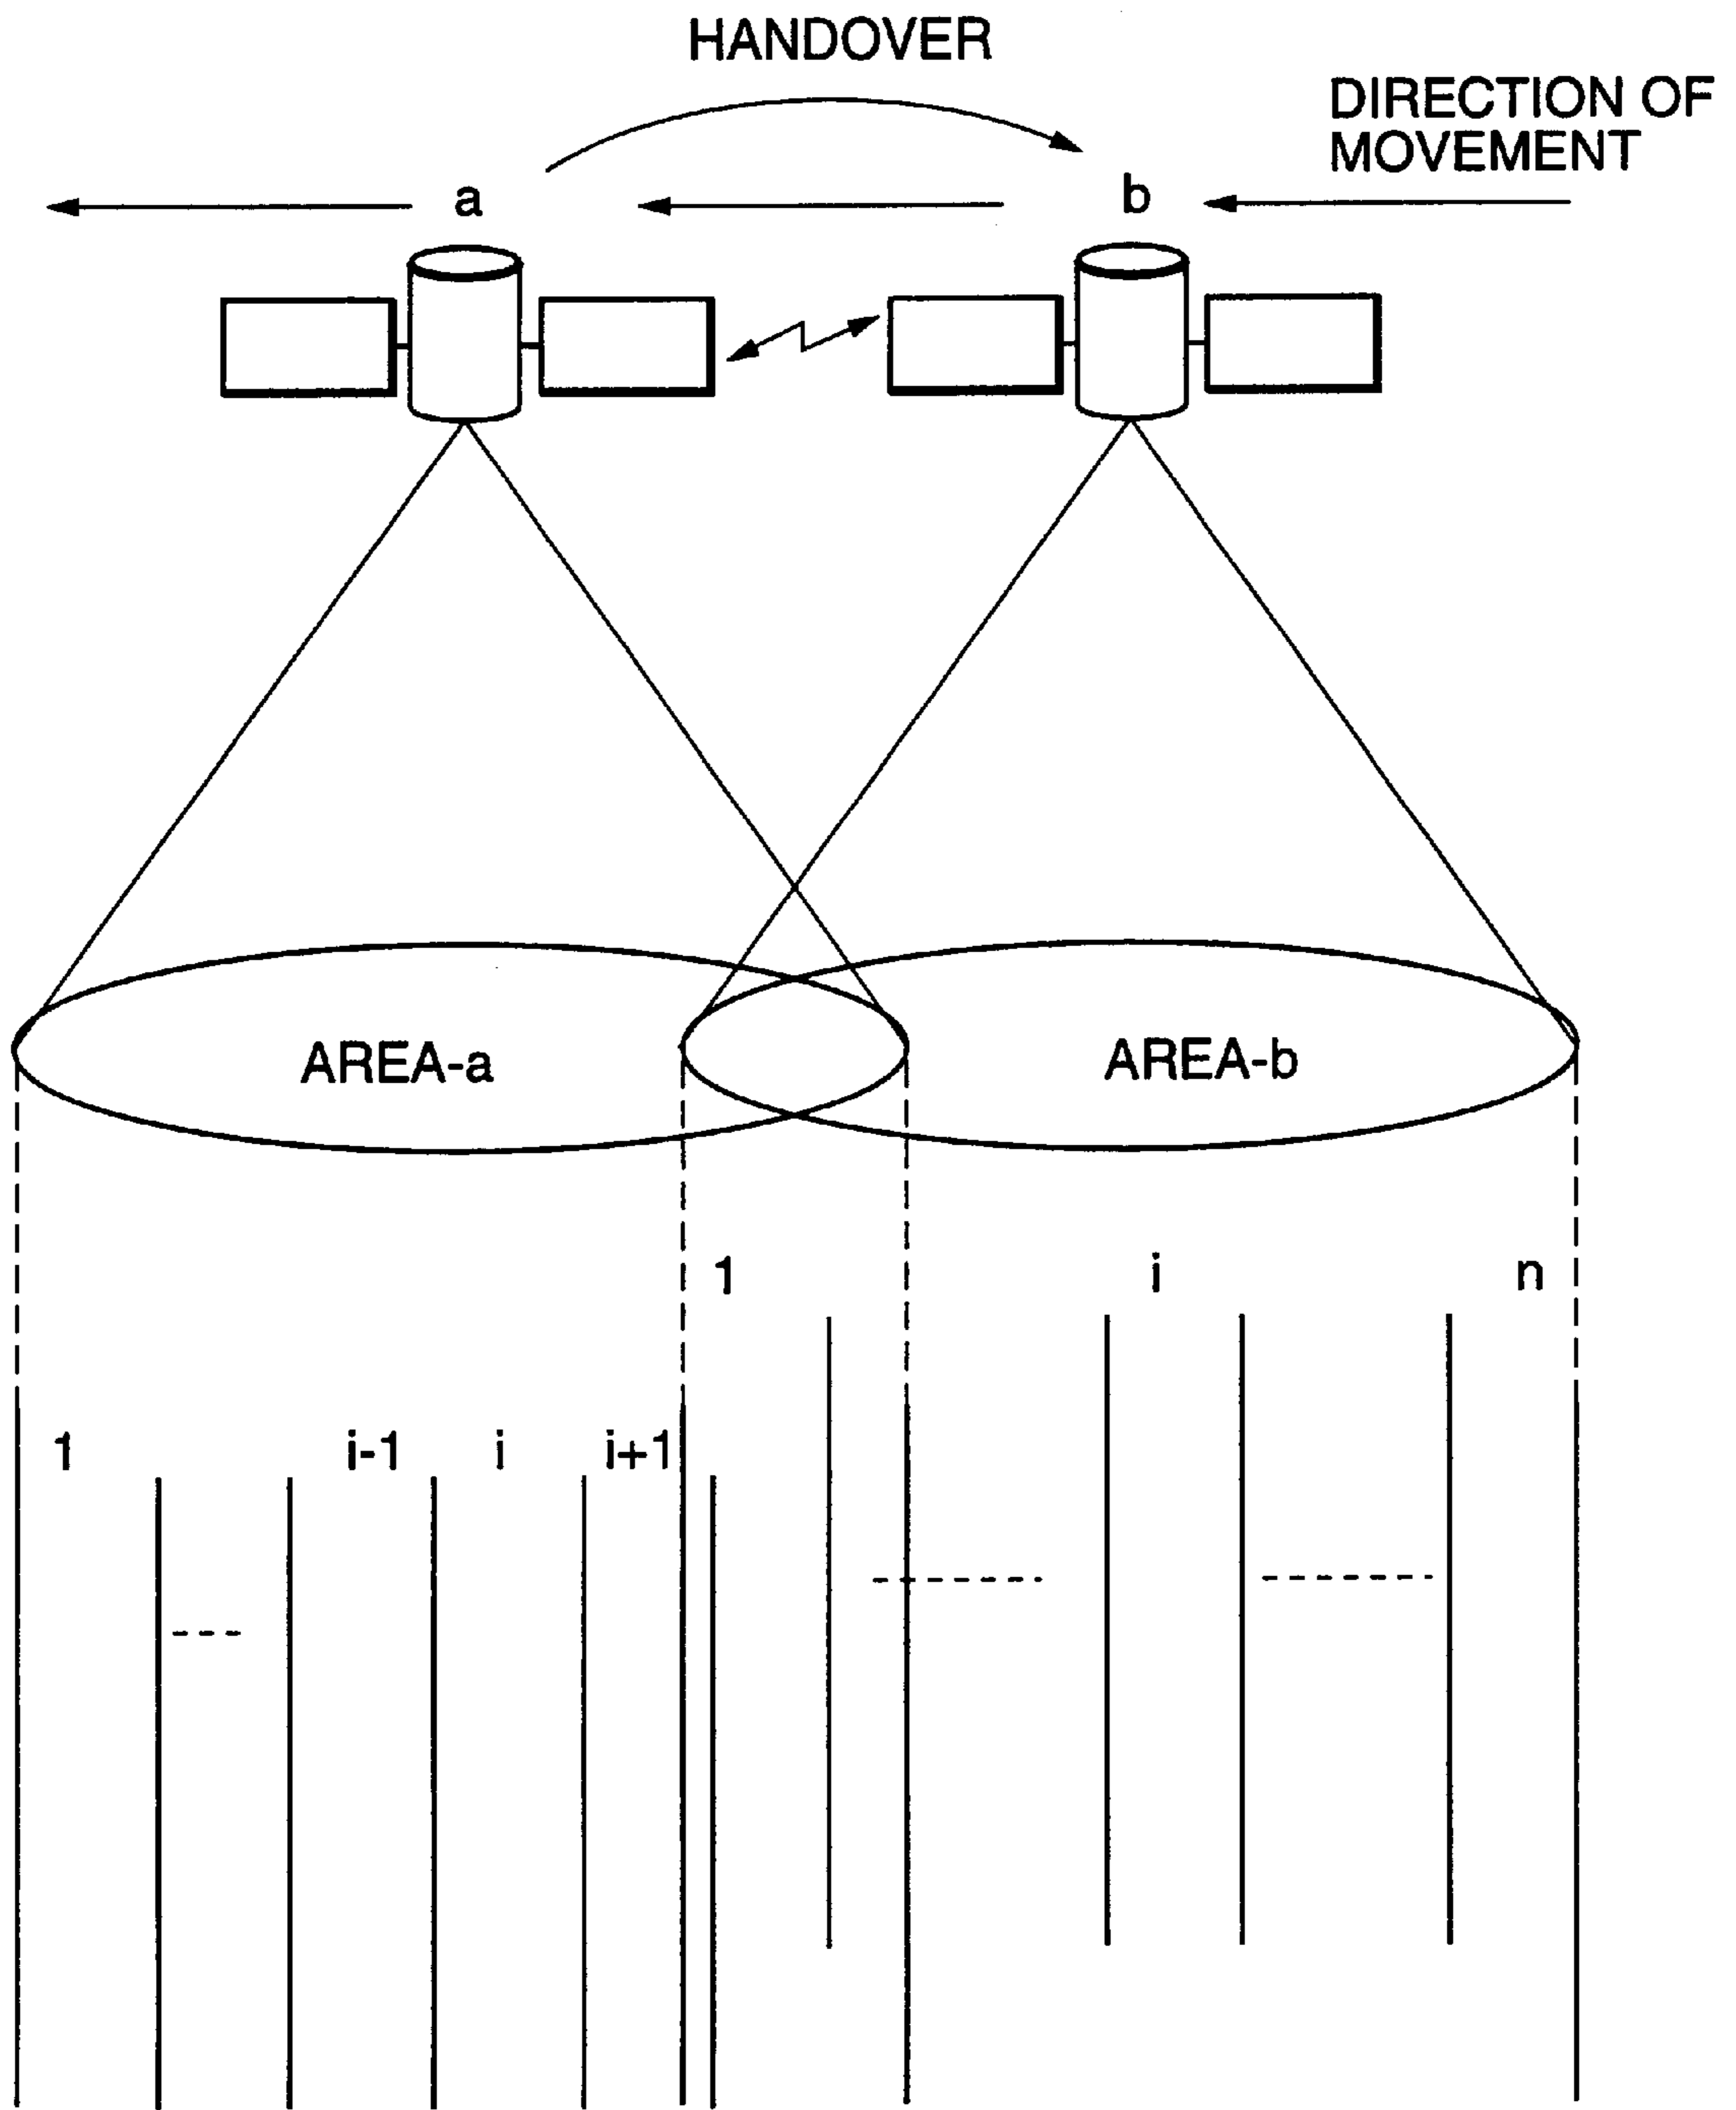 HANDOVER
DIRECTION OF
MOVEMENT
a
b
AREA-a
AREA-b
1 i n
1 i-1 i i+1